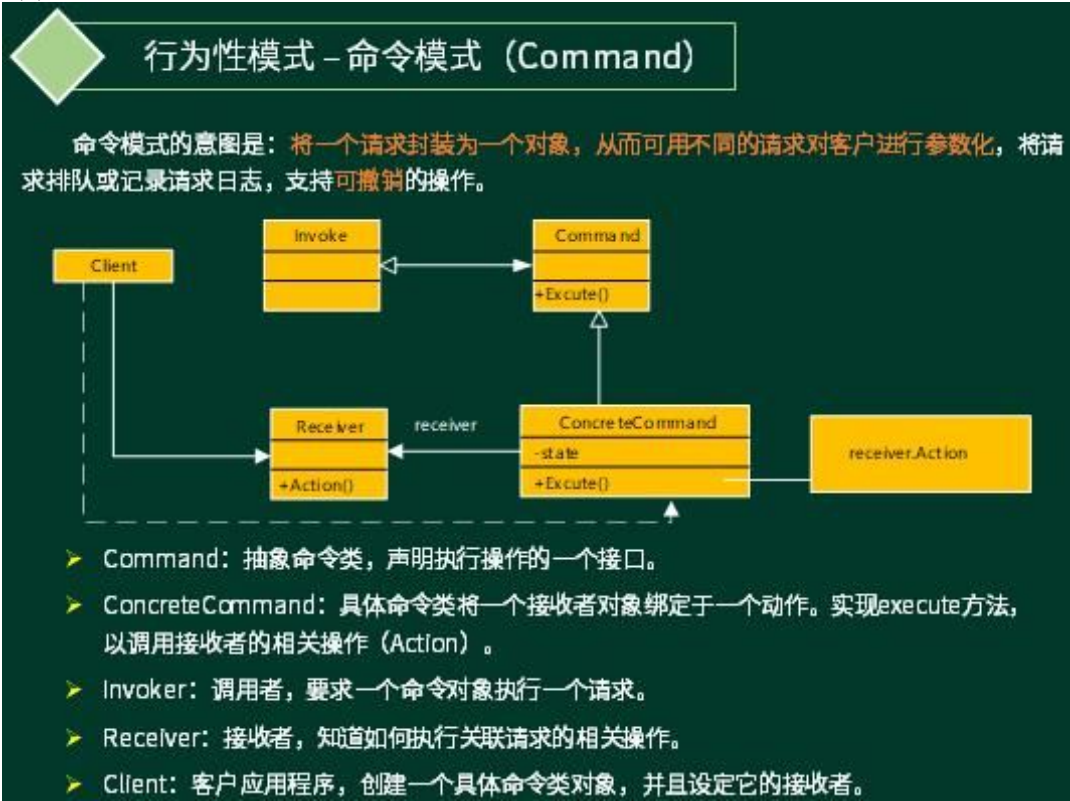 行为性模式 – 命令模式（Command）
命令模式的意图是：将一个请求封装为一个对象，从而可用不同的请求对客户进行参数化，将请
求排队或记录请求日志，支持可撤销的操作。
Invoke
Command
Client
+Excute()
Receiver
receiver
ConcreteCommand
-state
receiver.Action
+Action()
+Excute()
Command：抽象命令类，声明执行操作的一个接口。
ConcreteCommand：具体命令类将一个接收者对象绑定于一个动作。实现execute方法，
以调用接收者的相关操作（Action）。
Invoker：调用者，要求一个命令对象执行一个请求。
Receiver：接收者，知道如何执行关联请求的相关操作。
Client：客户应用程序，创建一个具体命令类对象，并且设定它的接收者。